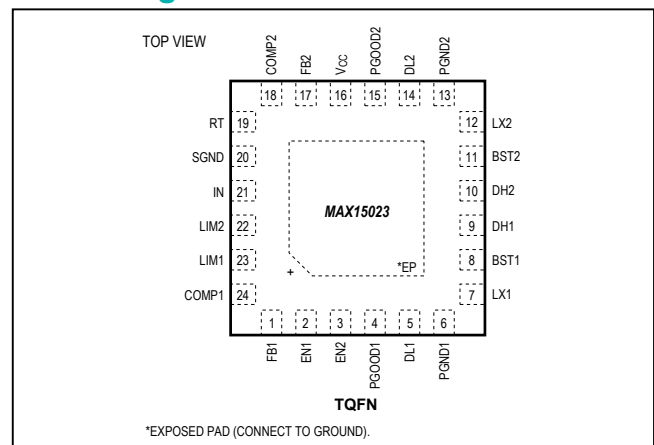 TOP VIEW
COMP2
FB2
VCC
PGOOD2
DL2
PGND2
18 17 16 15 14 13
RT 19
SGND 20
IN 21
LIM2 22
LIM1 23
COMP1 24
12 LX2
11 BST2
10 DH2
9 DH1
8 BST1
7 LX1
MAX15023
*EP
+
1 2 3 4 5 6
FB1
EN1
EN2
PGOOD1
DL1
PGND1
TQFN
*EXPOSED PAD (CONNECT TO GROUND).